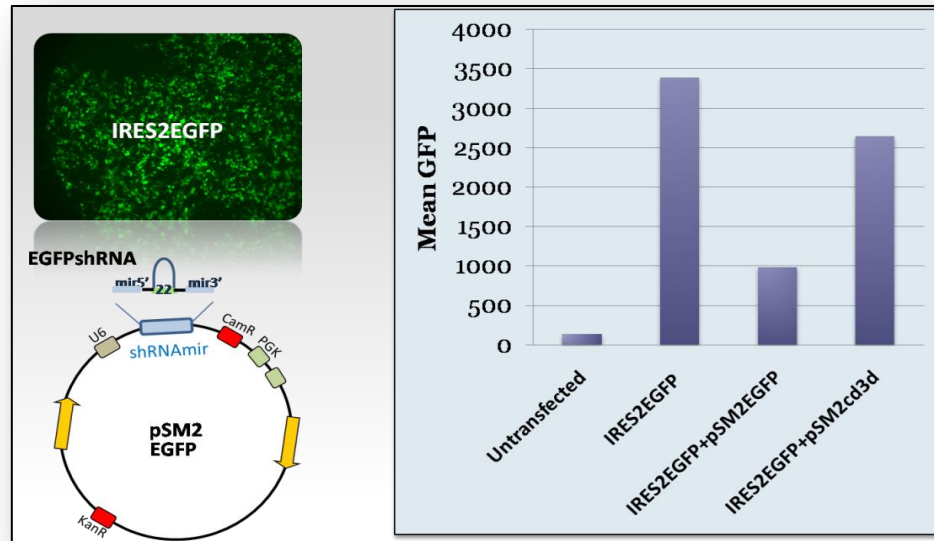 IRES2EGFP
EGFPshRNA
mir5’
22
mir3’
U6
shRNAmir
CamR
PGK
pSM2
EGFP
KanR
Mean GFP
4000
3500
3000
2500
2000
1500
1000
500
0
Untransfected
IRES2EGFP
IRES2EGFP+pSM2EGFP
IRES2EGFP+pSM2cd3d